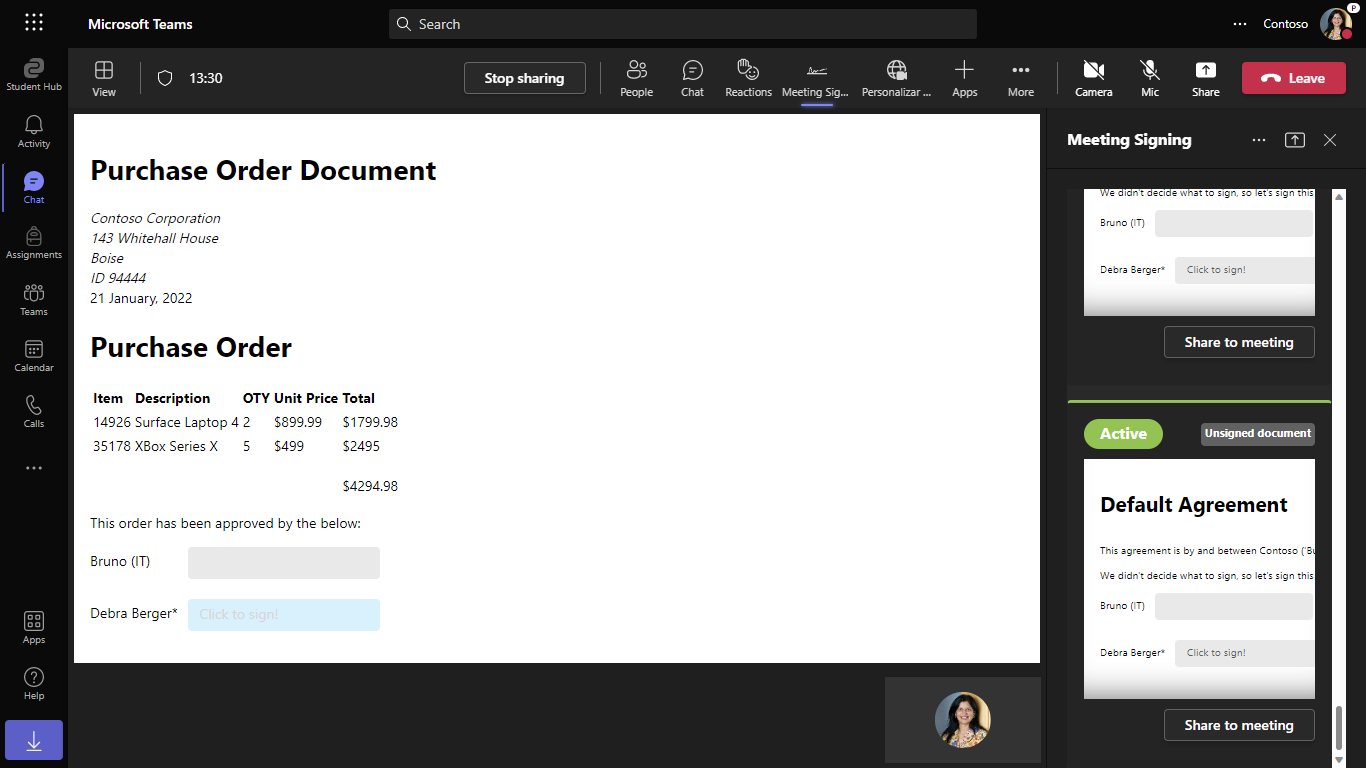 Microsoft Teams
Search
Contoso
P
Student Hub
Activity
Chat
Assignments
Teams
Calendar
Calls
Apps
Help
View
13:30
Stop sharing
People
Chat
Reactions
Meeting Sig...
Personalizar ...
Apps
More
Camera
Mic
Share
Leave
Purchase Order Document
Contoso Corporation
143 Whitehall House
Boise
ID 94444
21 January, 2022
Purchase Order
Item Description QTY Unit Price Total
14926 Surface Laptop 4 2 $899.99 $1799.98
35178 XBox Series X 5 $499 $2495
$4294.98
This order has been approved by the below:
Bruno (IT)
Debra Berger* Click to sign!
Meeting Signing
We didn't decide what to sign, so let's sign this
Bruno (IT)
Debra Berger* Click to sign!
Share to meeting
Active Unsigned document
Default Agreement
This agreement is by and between Contoso ('Bu
We didn't decide what to sign, so let's sign this
Bruno (IT)
Debra Berger* Click to sign!
Share to meeting